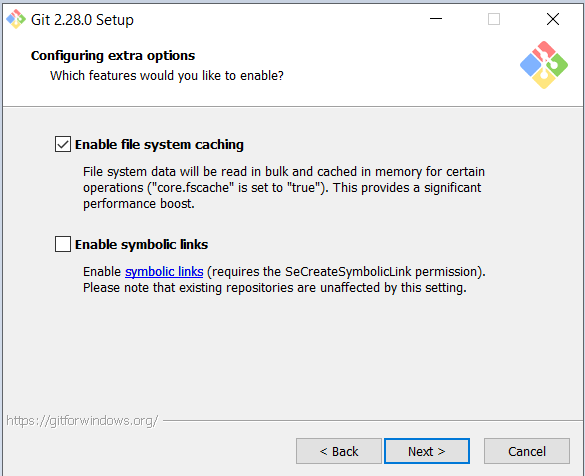 Git 2.28.0 Setup
Configuring extra options
Which features would you like to enable?
Enable file system caching
File system data will be read in bulk and cached in memory for certain
operations ("core.fscache" is set to "true"). This provides a significant
performance boost.
Enable symbolic links
Enable symbolic links (requires the SeCreateSymbolicLink permission).
Please note that existing repositories are unaffected by this setting.
https://gitforwindows.org/
< Back Next > Cancel